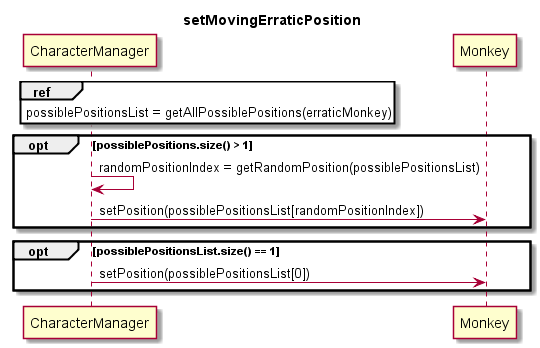 setMovingErraticPosition
CharacterManager Monkey
ref
possiblePositionsList = getAllPossiblePositions(erraticMonkey)
opt [possiblePositions.size() > 1]
randomPositionIndex = getRandomPosition(possiblePositionsList)
setPosition(possiblePositionsList[randomPositionIndex])
opt [possiblePositionsList.size() == 1]
setPosition(possiblePositionsList[0])
CharacterManager Monkey